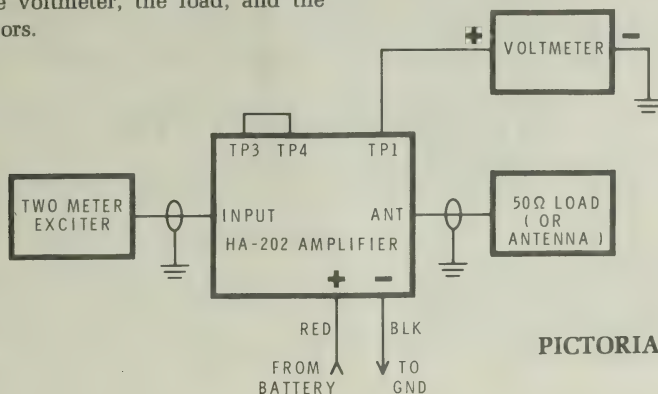 voltmeter, the load, and the
ors.
+ VOLTMETER -
TP3 TP4 TP1
TWO METER
EXCITER
INPUT ANT
HA-202 AMPLIFIER
50Ω LOAD
( OR
ANTENNA )
+ -
RED BLK
FROM TO
BATTERY GND
PICTORIA